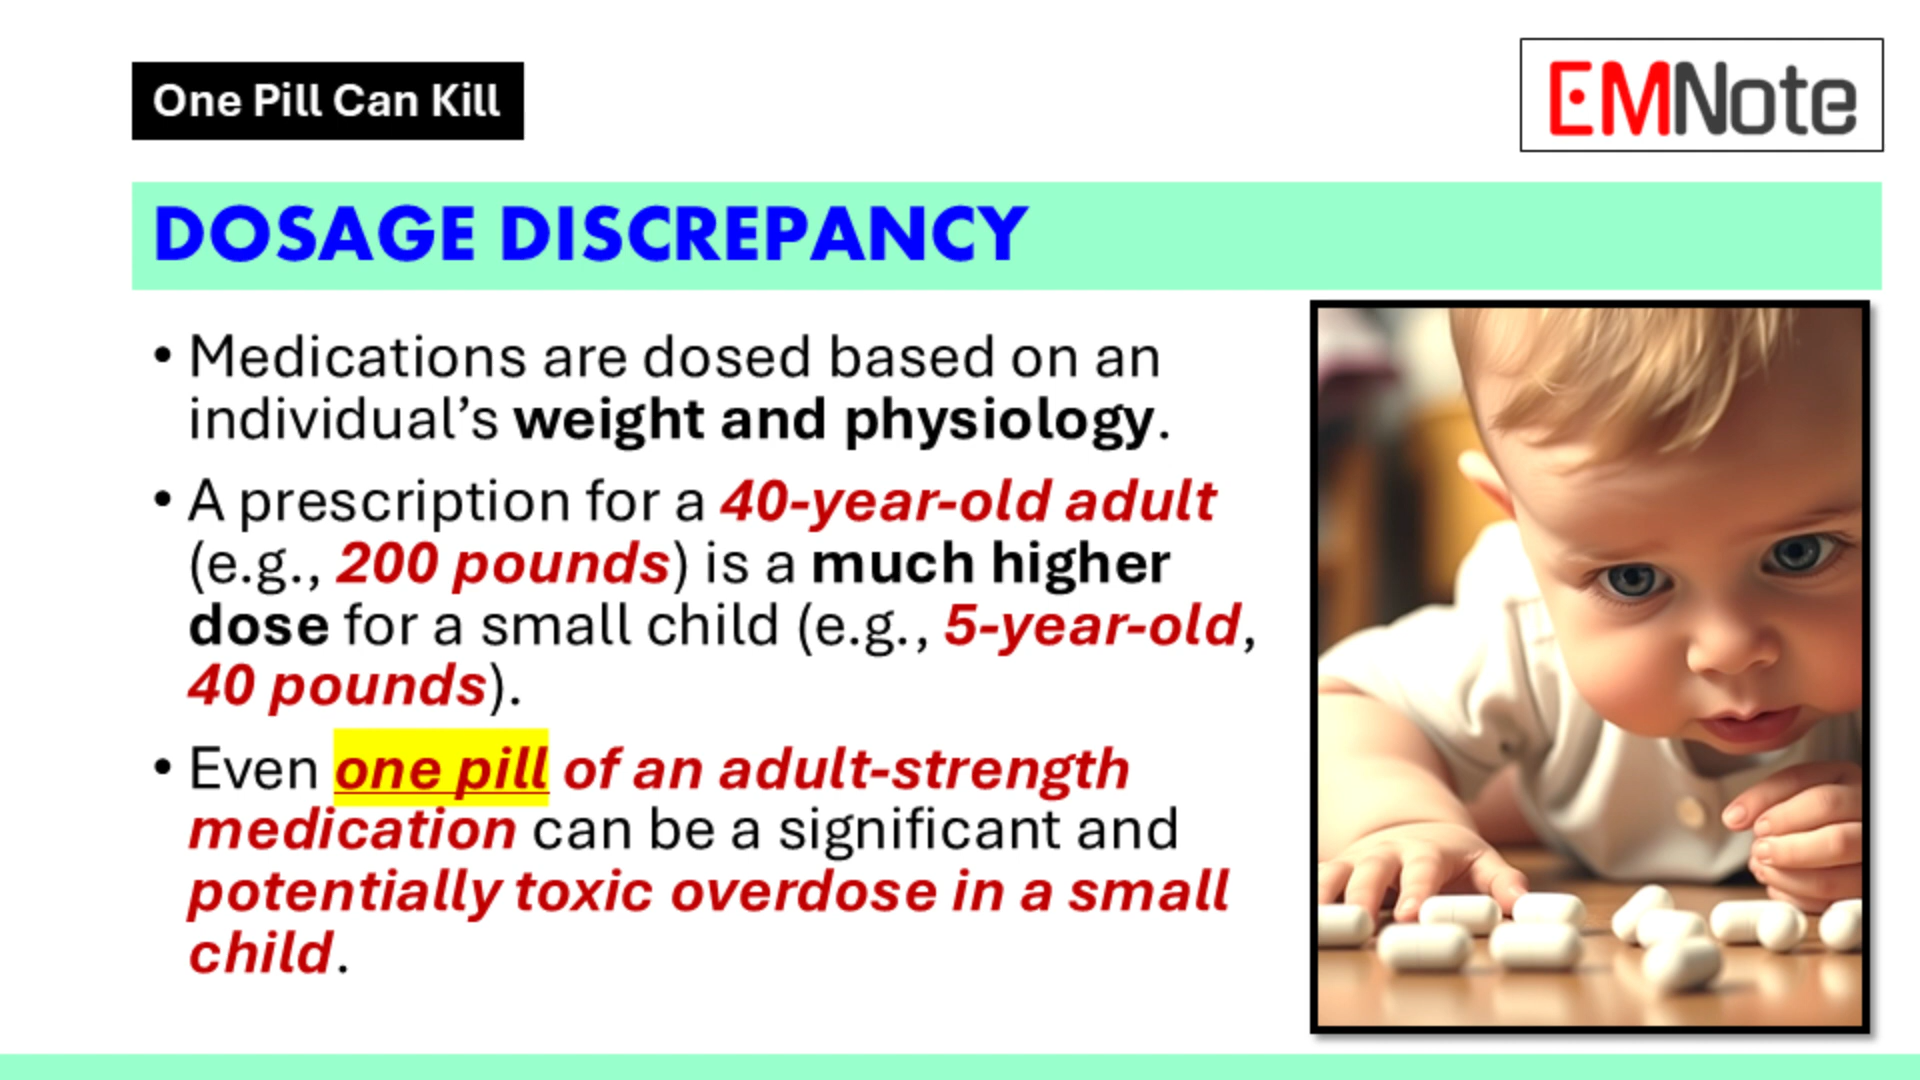 One Pill Can Kill
EMNote
DOSAGE DISCREPANCY
• Medications are dosed based on an
individual’s weight and physiology.
• A prescription for a 40-year-old adult
(e.g., 200 pounds) is a much higher
dose for a small child (e.g., 5-year-old,
40 pounds).
• Even one pill of an adult-strength
medication can be a significant and
potentially toxic overdose in a small
child.